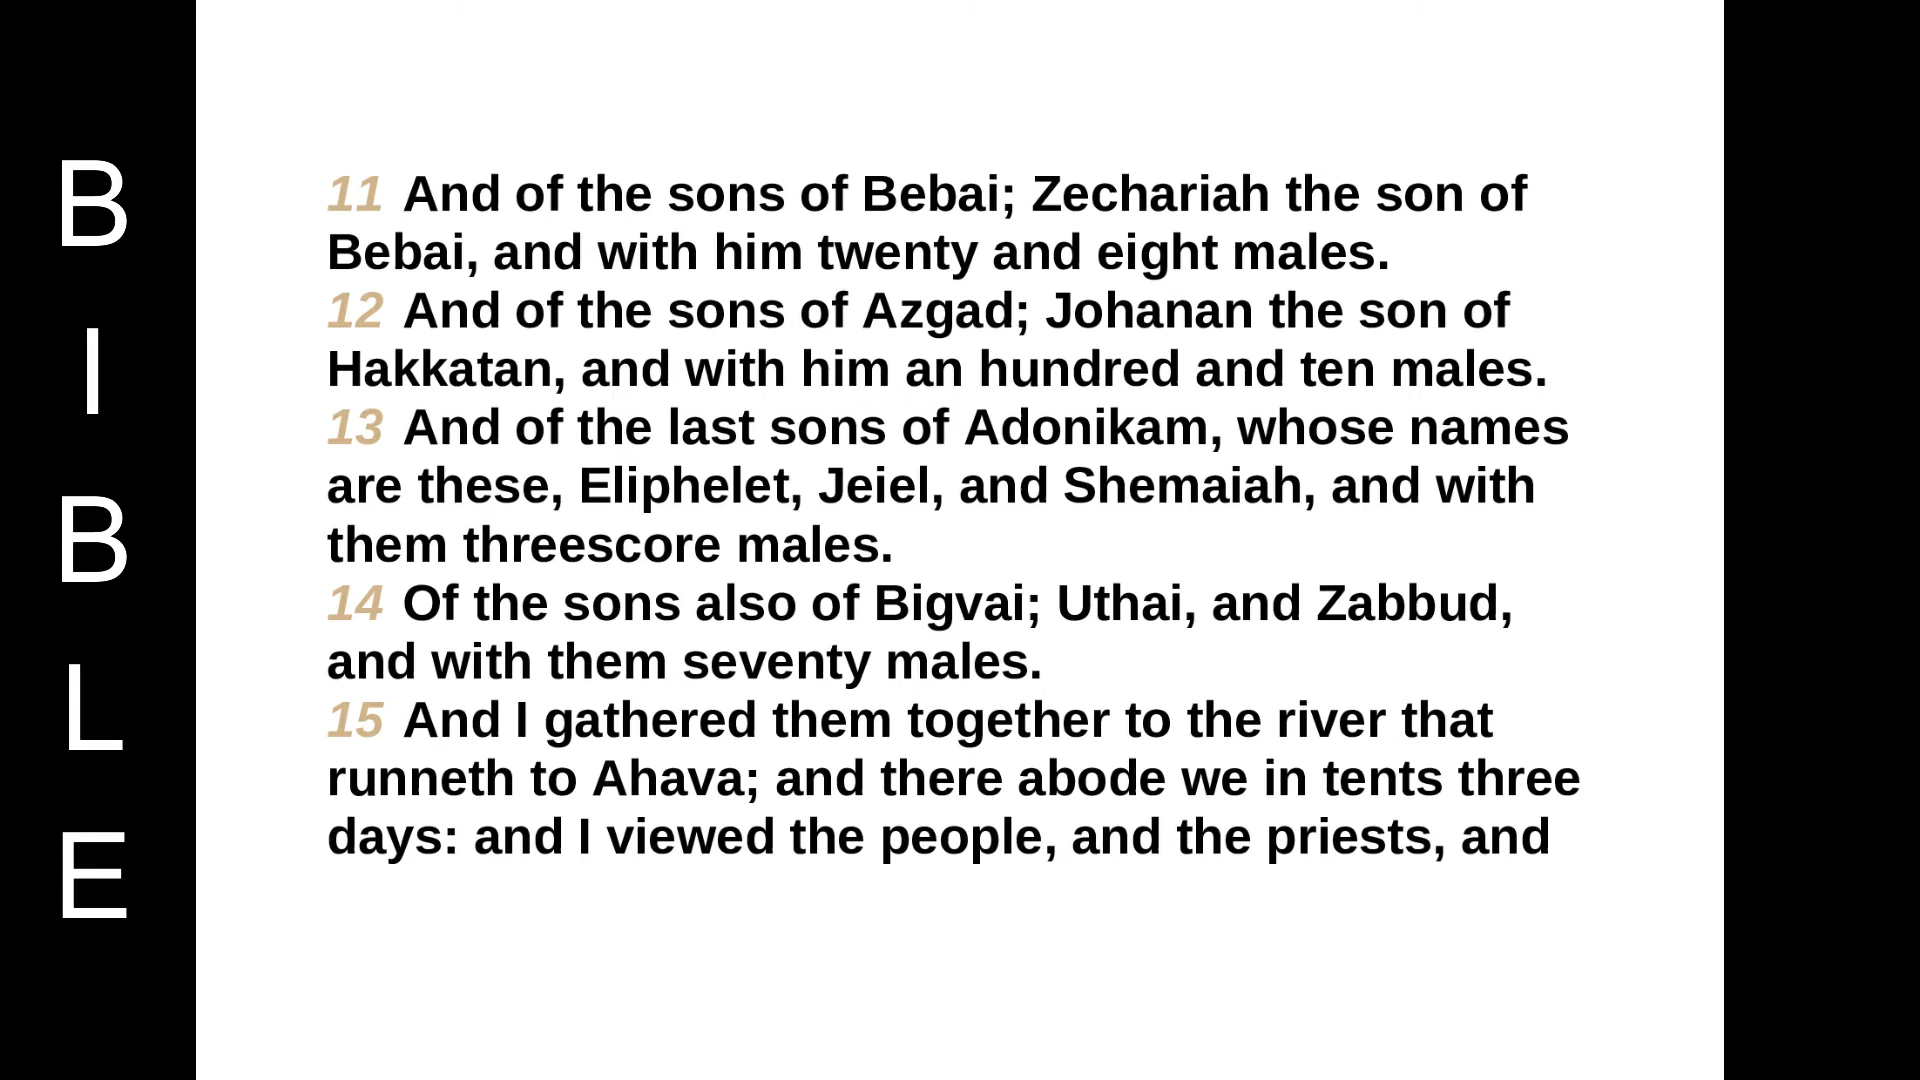 BIBLE
11 And of the sons of Bebai; Zechariah the son of
Bebai, and with him twenty and eight males.
12 And of the sons of Azgad; Johanan the son of
Hakkatan, and with him an hundred and ten males.
13 And of the last sons of Adonikam, whose names
are these, Eliphelet, Jeiel, and Shemaiah, and with
them threescore males.
14 Of the sons also of Bigvai; Uthai, and Zabbud,
and with them seventy males.
15 And I gathered them together to the river that
runneth to Ahava; and there abode we in tents three
days: and I viewed the people, and the priests, and